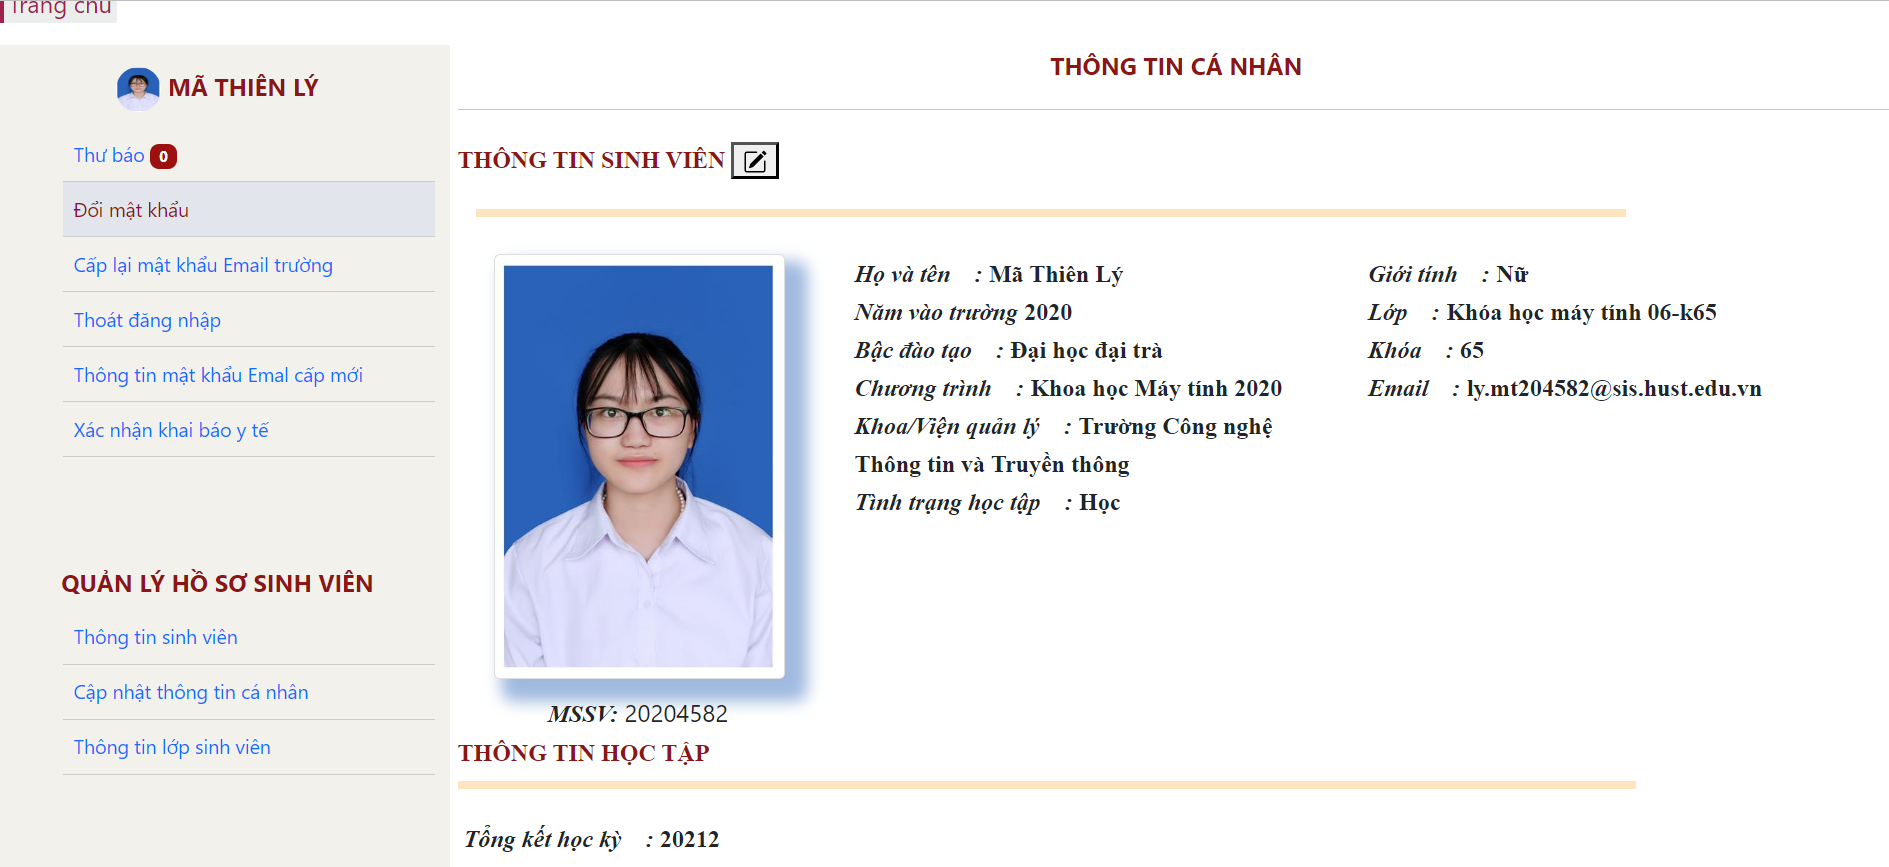 Trang chủ
MÃ THIÊN LÝ
Thư báo 0
Đổi mật khẩu
Cấp lại mật khẩu Email trường
Thoát đăng nhập
Thông tin mật khẩu Emal cấp mới
Xác nhận khai báo y tế
QUẢN LÝ HỒ SƠ SINH VIÊN
Thông tin sinh viên
Cập nhật thông tin cá nhân
Thông tin lớp sinh viên
THÔNG TIN CÁ NHÂN
THÔNG TIN SINH VIÊN
Họ và tên : Mã Thiên Lý
Năm vào trường 2020
Bậc đào tạo : Đại học đại trà
Chương trình : Khoa học Máy tính 2020
Khoa/Viện quản lý : Trường Công nghệ
Thông tin và Truyền thông
Tình trạng học tập : Học
Giới tính : Nữ
Lớp : Khóa học máy tính 06-k65
Khóa : 65
Email : ly.mt204582@sis.hust.edu.vn
MSSV: 20204582
THÔNG TIN HỌC TẬP
Tổng kết học kỳ : 20212